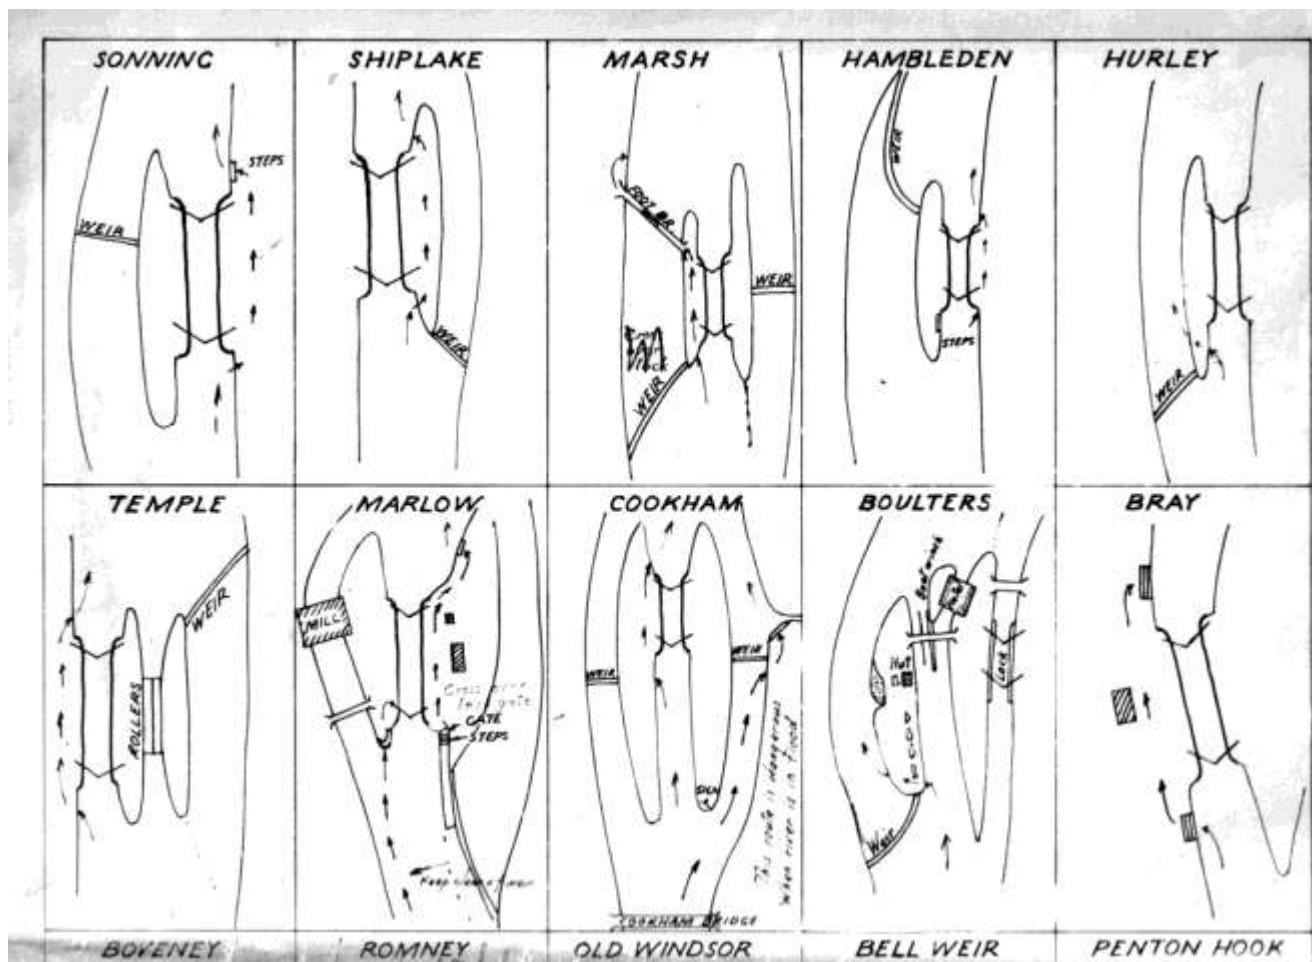 SONNING
STEPS
WEIR
SHIPLAKE
WEIR
MARSH
FOOT BR.
WEIR
WEIR
HAMBLEDEN
WEIR
STEPS
HURLEY
WEIR
TEMPLE
WEIR
ROLLERS
MARLOW
MILL
GATE
STEPS
COOKHAM
WEIR
WEIR
SIGN
This route is dangerous
When river is in flood
COOKHAM BRIDGE
BOULTERS
Hut
Lock
Weir
BRAY
BOVENEY
ROMNEY
OLD WINDSOR
BELL WEIR
PENTON HOOK